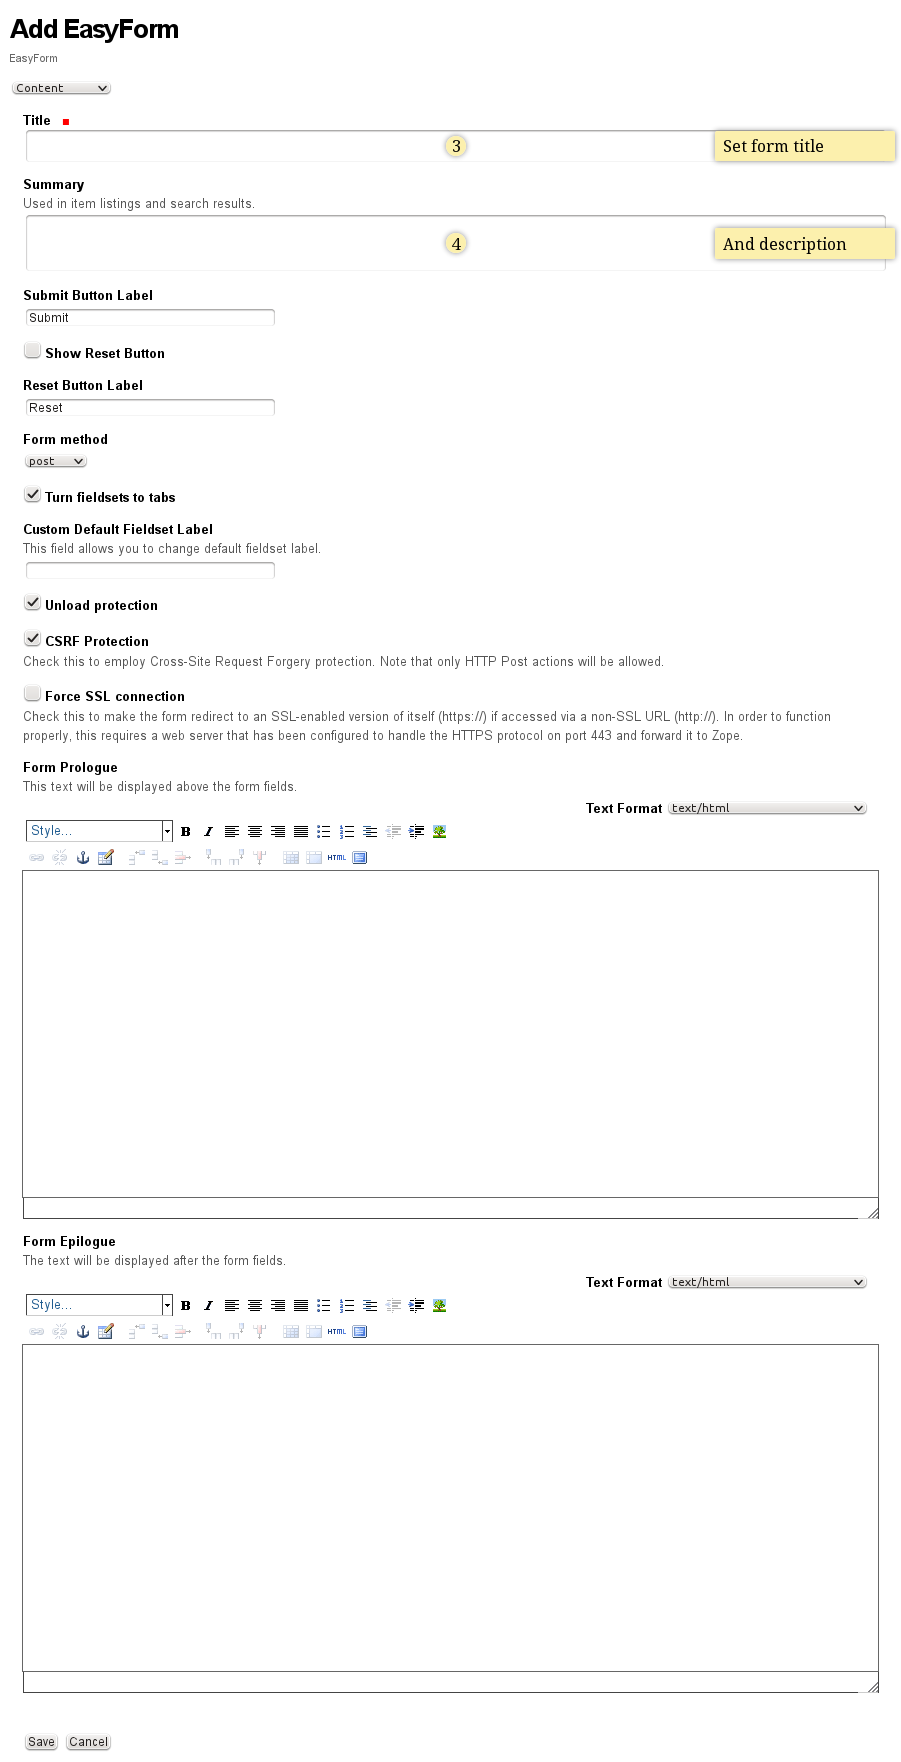 Add EasyForm
EasyForm
Content
Title
3
Set form title
Summary
Used in item listings and search results.
4
And description
Submit Button Label
Submit
Show Reset Button
Reset Button Label
Reset
Form method
post
Turn fieldsets to tabs
Custom Default Fieldset Label
This field allows you to change default fieldset label.
Unload protection
CSRF Protection
Check this to employ Cross-Site Request Forgery protection. Note that only HTTP Post actions will be allowed.
Force SSL connection
Check this to make the form redirect to an SSL-enabled version of itself (https://) if accessed via a non-SSL URL (http://). In order to function
properly, this requires a web server that has been configured to handle the HTTPS protocol on port 443 and forward it to Zope.
Form Prologue
This text will be displayed above the form fields.
Text Format text/html
Style... B I
HTML
Form Epilogue
The text will be displayed after the form fields.
Text Format text/html
Style... B I
HTML
Save Cancel